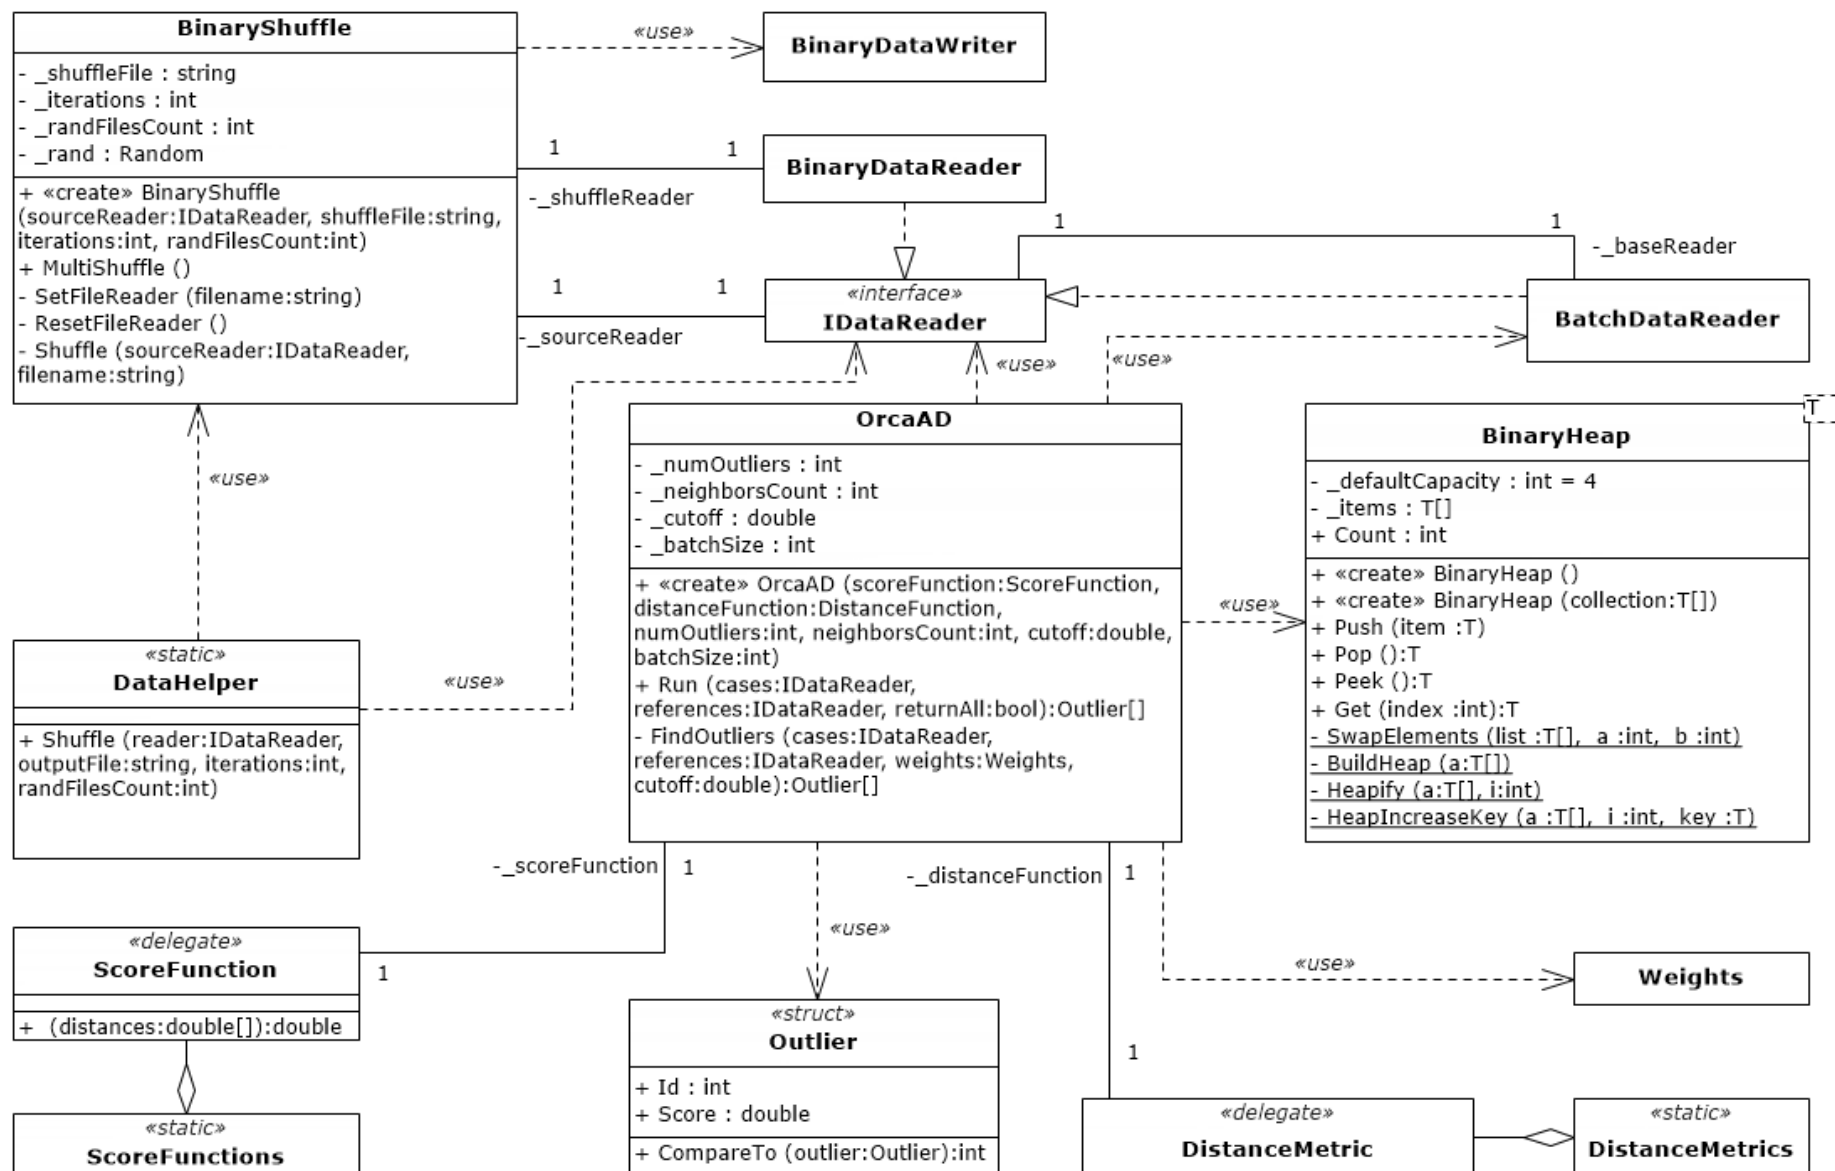 BinaryShuffle
- _shuffleFile : string
- _iterations : int
- _randFilesCount : int
- _rand : Random
+ «create» BinaryShuffle
(sourceReader:IDataReader, shuffleFile:string,
iterations:int, randFilesCount:int)
+ MultiShuffle ()
- SetFileReader (filename:string)
- ResetFileReader ()
- Shuffle (sourceReader:IDataReader,
filename:string)
«use»
BinaryDataWriter
1
1
-_shuffleReader
BinaryDataReader
1
1
-_sourceReader
«interface»
IDataReader
1
1
-_baseReader
BatchDataReader
«use»
«use»
«use»
«use»
«static»
DataHelper
+ Shuffle (reader:IDataReader,
outputFile:string, iterations:int,
randFilesCount:int)
OrcaAD
- _numOutliers : int
- _neighborsCount : int
- _cutoff : double
- _batchSize : int
+ «create» OrcaAD (scoreFunction:ScoreFunction,
distanceFunction:DistanceFunction,
numOutliers:int, neighborsCount:int, cutoff:double,
batchSize:int)
+ Run (cases:IDataReader,
references:IDataReader, returnAll:bool):Outlier[]
- FindOutliers (cases:IDataReader,
references:IDataReader, weights:Weights,
cutoff:double):Outlier[]
«use»
T
BinaryHeap
- _defaultCapacity : int = 4
- _items : T[]
+ Count : int
+ «create» BinaryHeap ()
+ «create» BinaryHeap (collection:T[])
+ Push (item :T)
+ Pop ():T
+ Peek ():T
+ Get (index :int):T
- SwapElements (list :T[], a :int, b :int)
- BuildHeap (a:T[])
- Heapify (a:T[], i:int)
- HeapIncreaseKey (a :T[], i :int, key :T)
-_scoreFunction
1
1
«delegate»
ScoreFunction
+ (distances:double[]):double
«static»
ScoreFunctions
«use»
«struct»
Outlier
+ Id : int
+ Score : double
+ CompareTo (outlier:Outlier):int
-_distanceFunction
1
1
«use»
Weights
«delegate»
DistanceMetric
«static»
DistanceMetrics